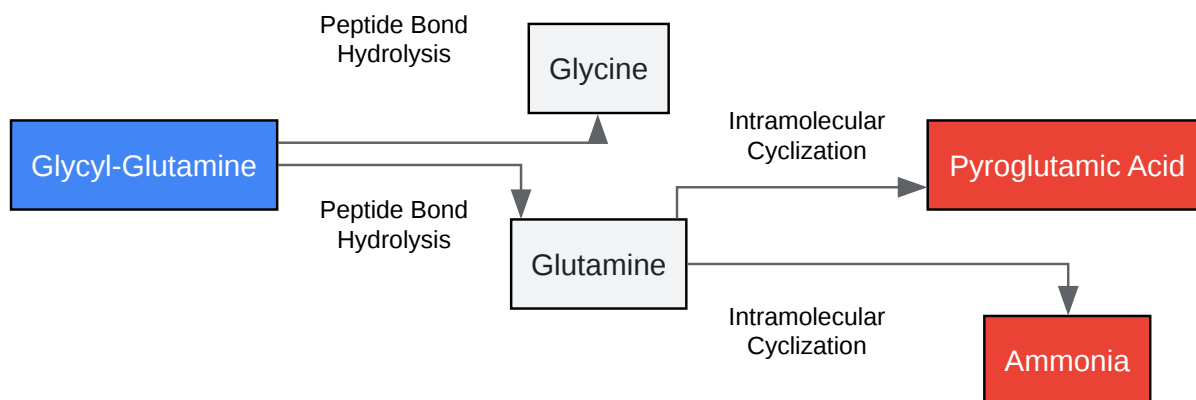 Peptide Bond
Hydrolysis
Glycine
Intramolecular
Cyclization
Glycyl-Glutamine
Pyroglutamic Acid
Peptide Bond
Hydrolysis
Glutamine
Intramolecular
Cyclization
Ammonia